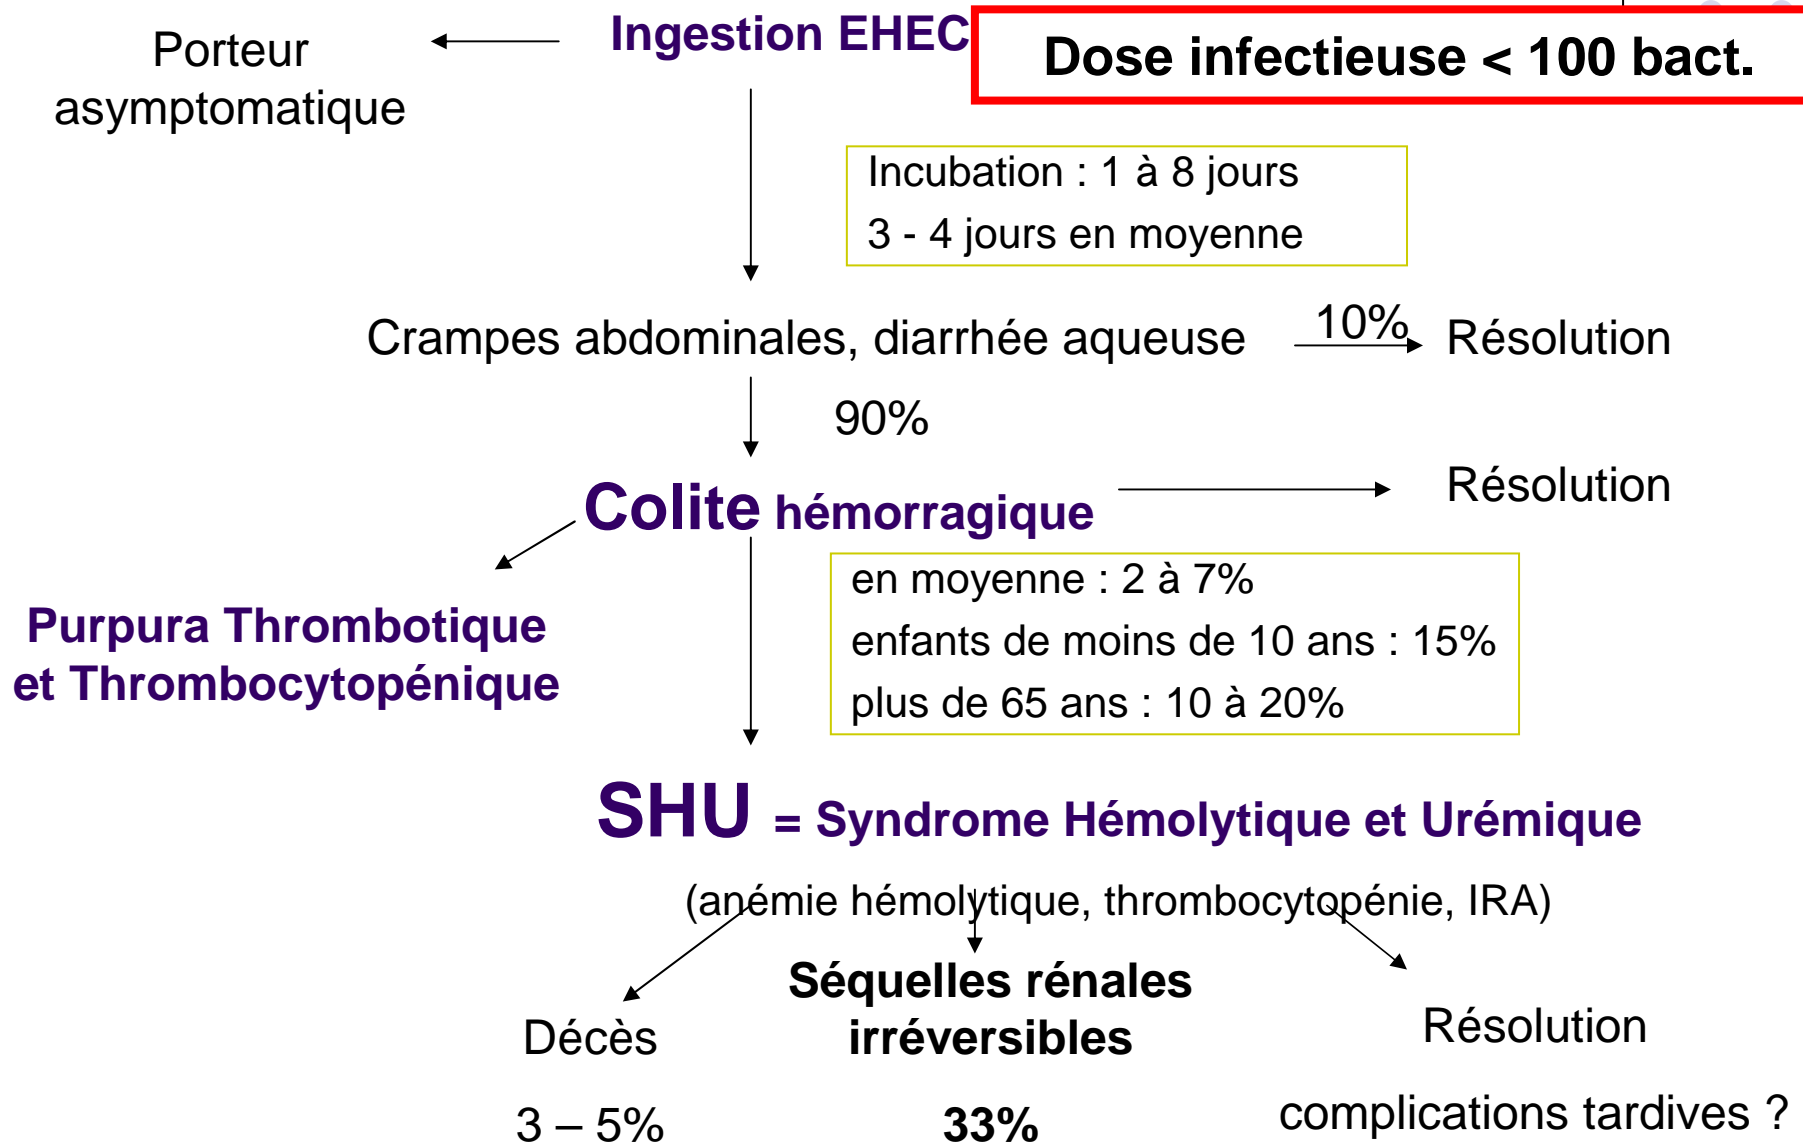 Ingestion EHEC
Dose infectieuse < 100 bact.
Porteur
asymptomatique
Incubation : 1 à 8 jours
3 - 4 jours en moyenne
Crampes abdominales, diarrhée aqueuse
10%
Résolution
90%
Colite hémorragique
Résolution
Purpura Thrombotique
et Thrombocytopénique
en moyenne : 2 à 7%
enfants de moins de 10 ans : 15%
plus de 65 ans : 10 à 20%
SHU = Syndrome Hémolytique et Urémique
(anémie hémolytique, thrombocytopénie, IRA)
Décès
3 – 5%
Séquelles rénales
irréversibles
33%
Résolution
complications tardives ?